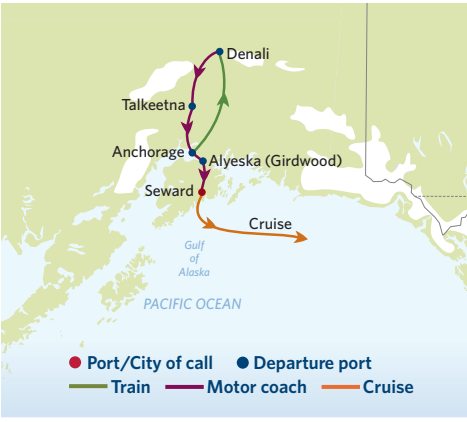 Denali
Talkeetna
Anchorage
Alyeska (Girdwood)
Seward
Cruise
Gulf
of
Alaska
PACIFIC OCEAN
Port/City of call Departure port
Train Motor coach Cruise